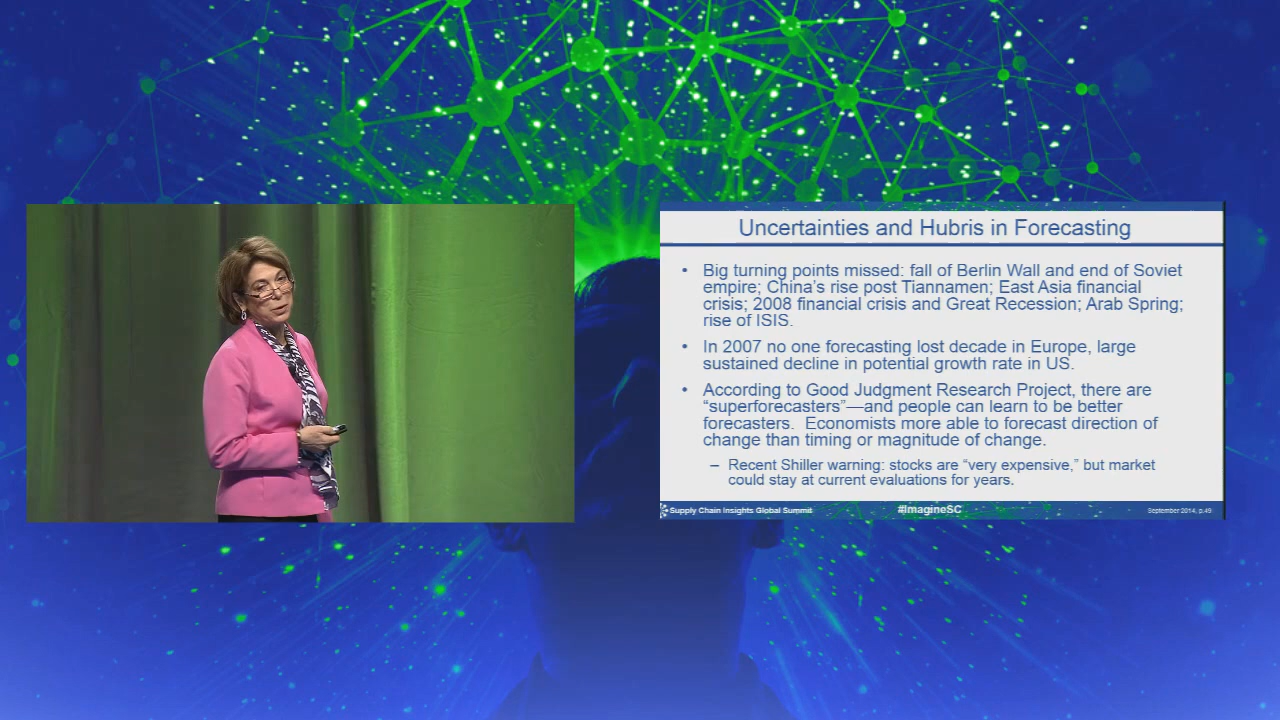 Uncertainties and Hubris in Forecasting
• Big turning points missed: fall of Berlin Wall and end of Soviet
empire; China's rise post Tiannamen; East Asia financial
crisis; 2008 financial crisis and Great Recession; Arab Spring;
rise of ISIS.
• In 2007 no one forecasting lost decade in Europe, large
sustained decline in potential growth rate in US.
• According to Good Judgment Research Project, there are
“superforecasters”—and people can learn to be better
forecasters. Economists more able to forecast direction of
change than timing or magnitude of change.
– Recent Shiller warning: stocks are “very expensive,” but market
could stay at current evaluations for years.
Supply Chain Insights Global Summit
#ImagineSC
September 2014, p.49